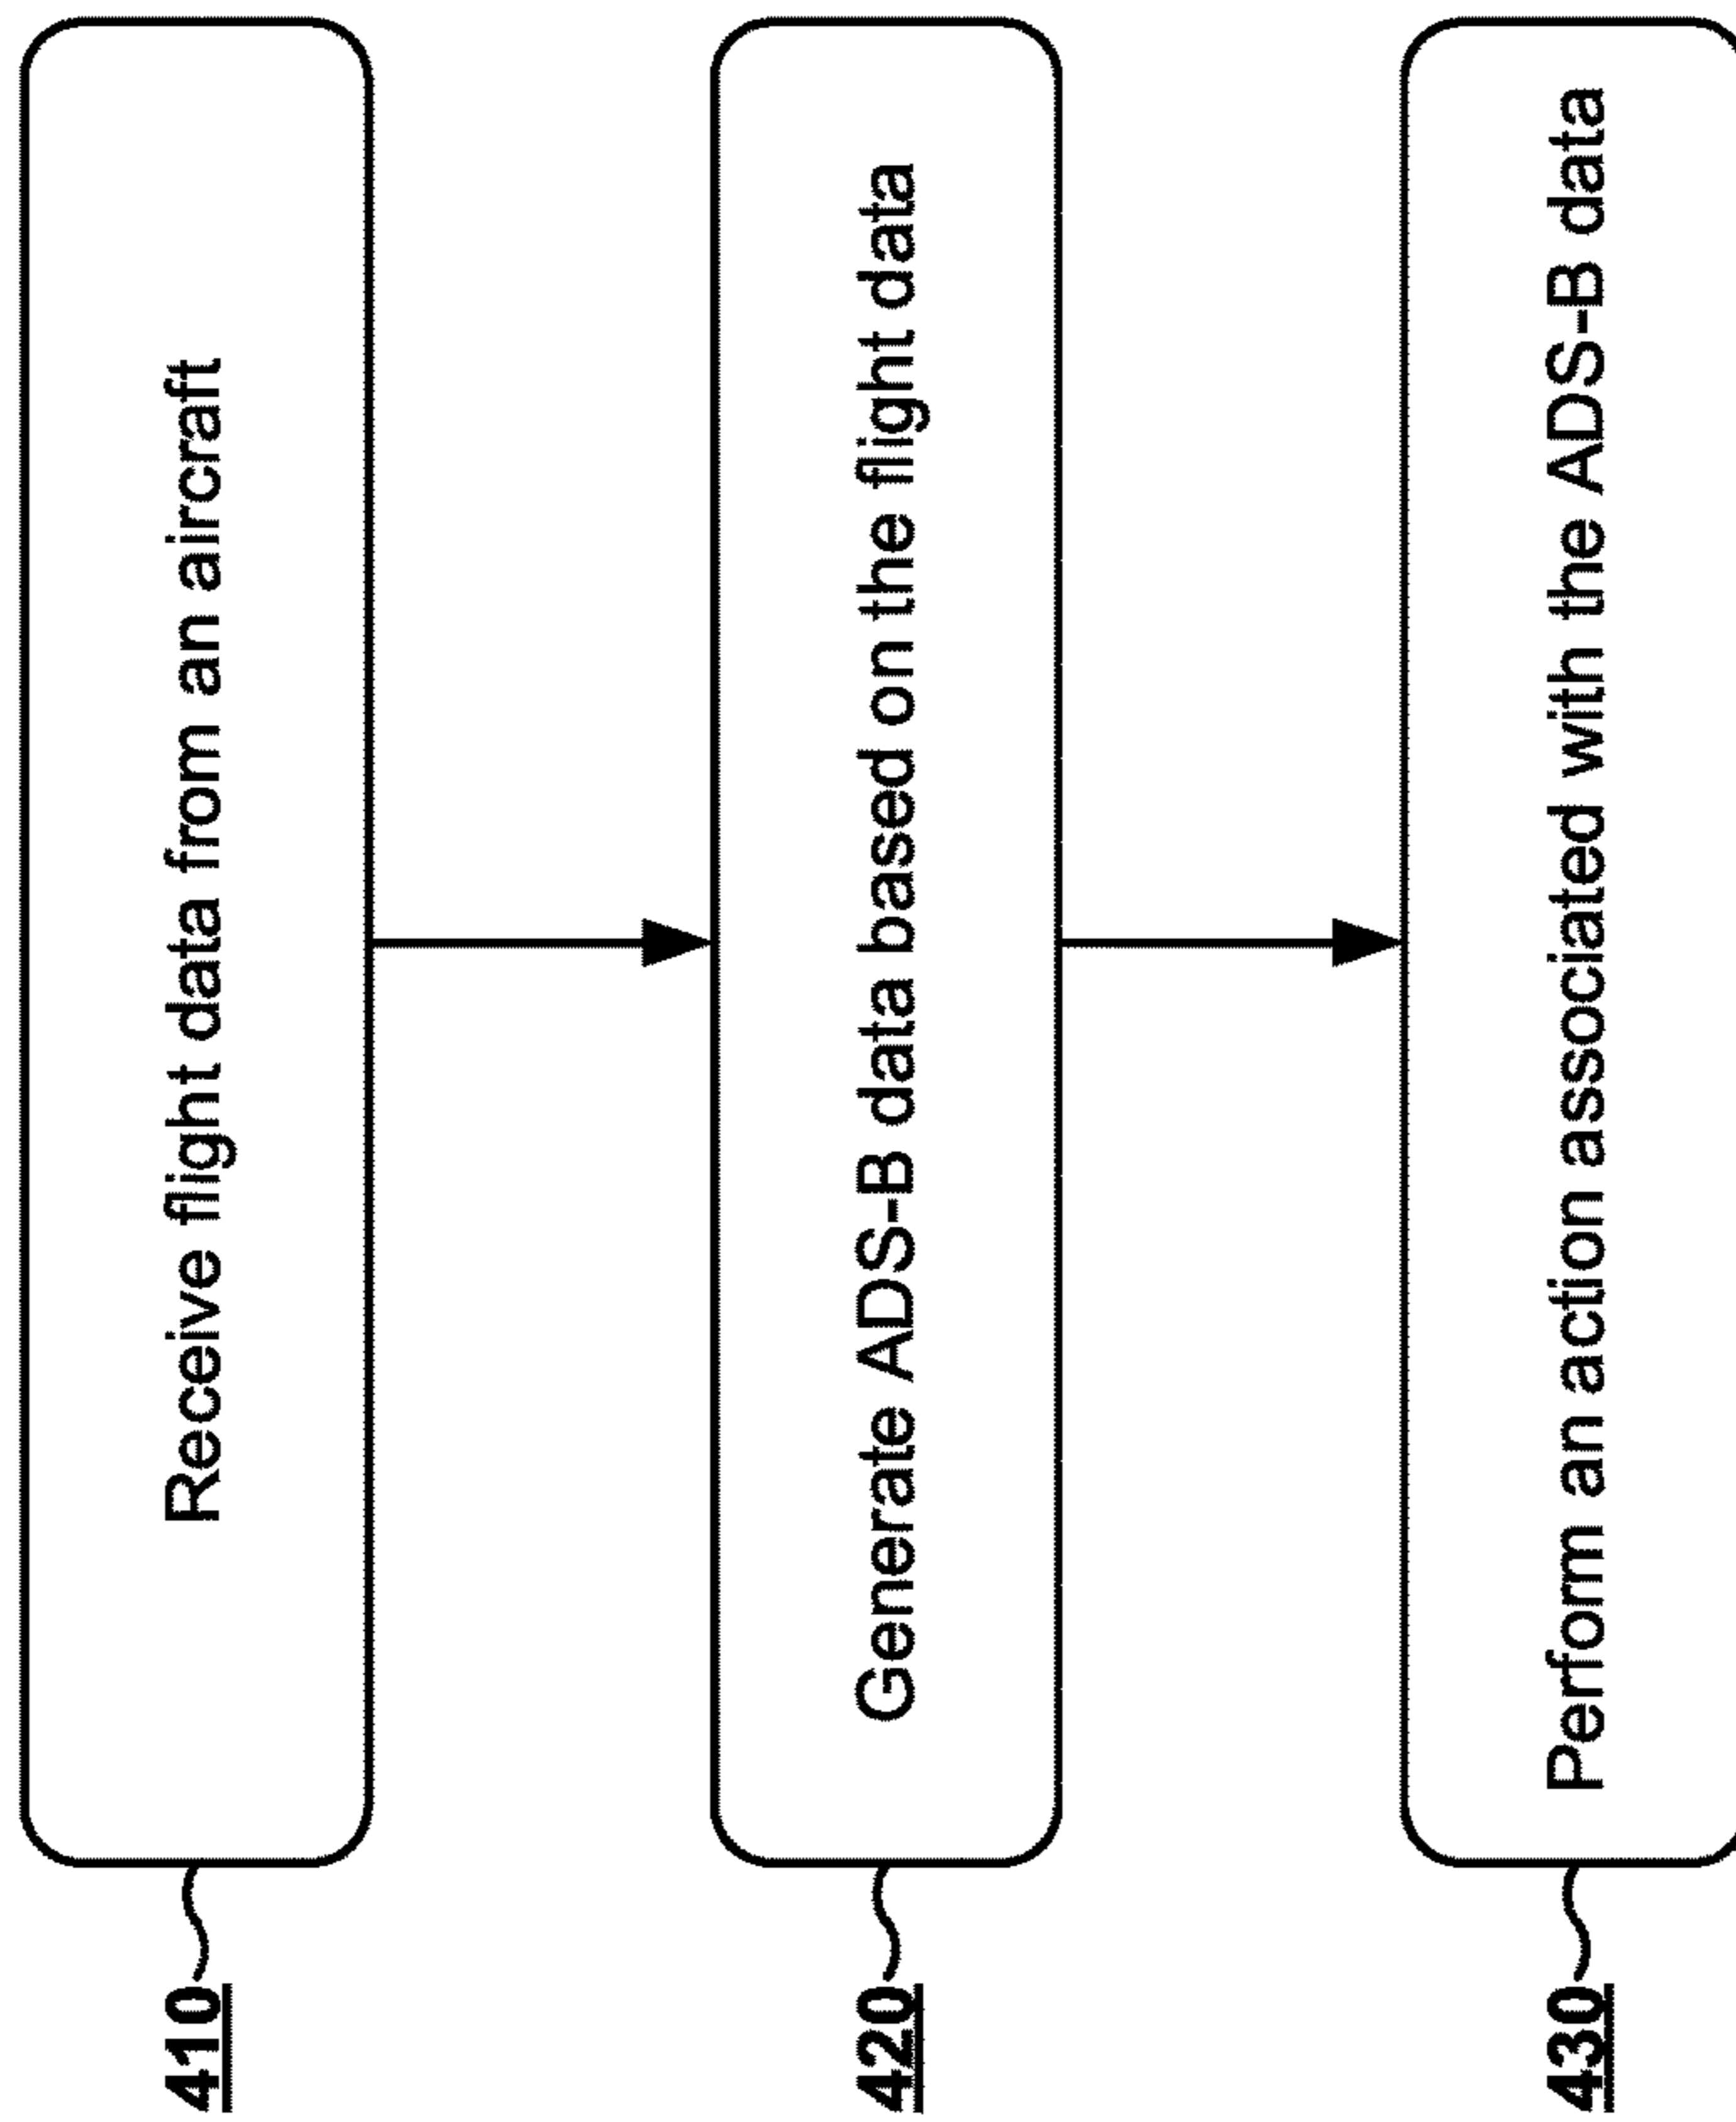 410
Receive flight data from an aircraft
420
Generate ADS-B data based on the flight data
430
Perform an action associated with the ADS-B data